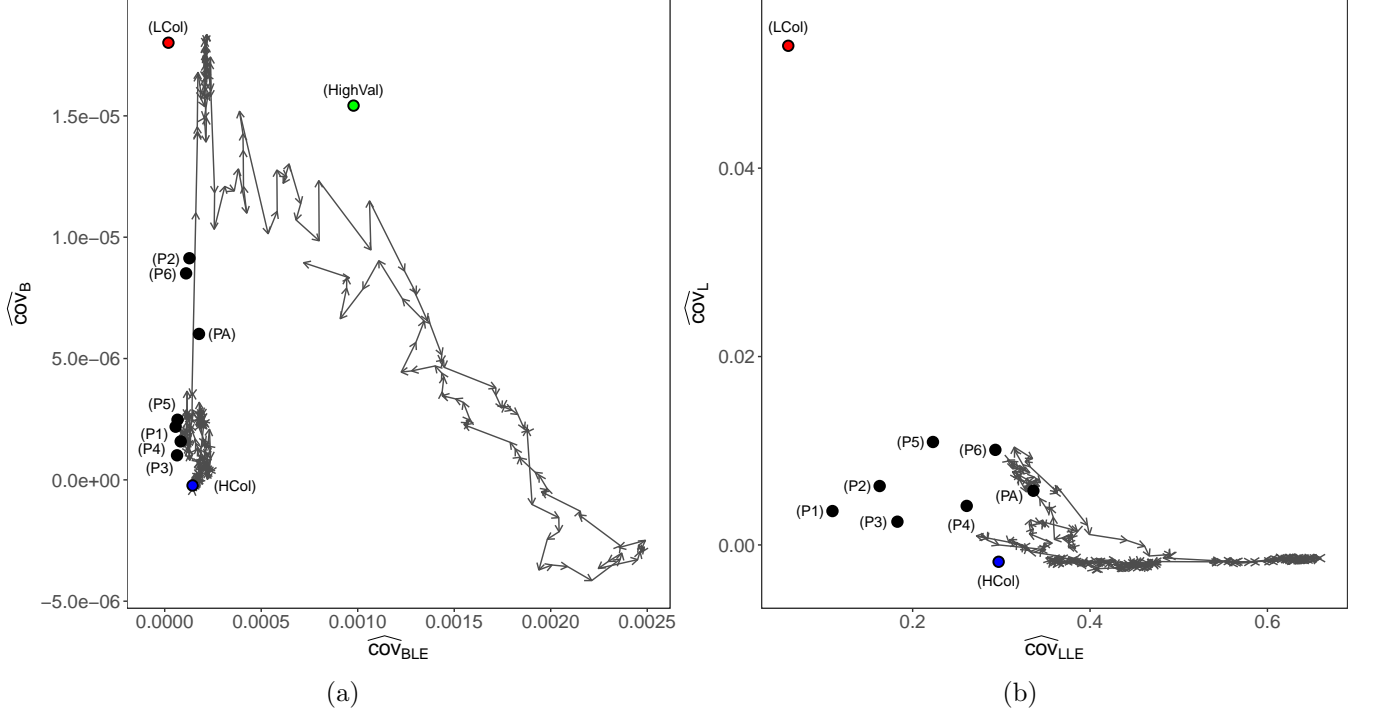 (LCol)
(HighVal)
(P2)
(P6)
(PA)
(P5)
(P1)
(P4)
(P3)
(HCol)
1.5e−05
1.0e−05
5.0e−06
0.0e+00
−5.0e−06
0.0000 0.0005 0.0010 0.0015 0.0020 0.0025
cov_B
cov_BLE
(a)
(LCol)
(P5)
(P6)
(P2)
(PA)
(P1)
(P3)
(P4)
(HCol)
0.04
0.02
0.00
0.2 0.4 0.6
cov_L
cov_LLE
(b)